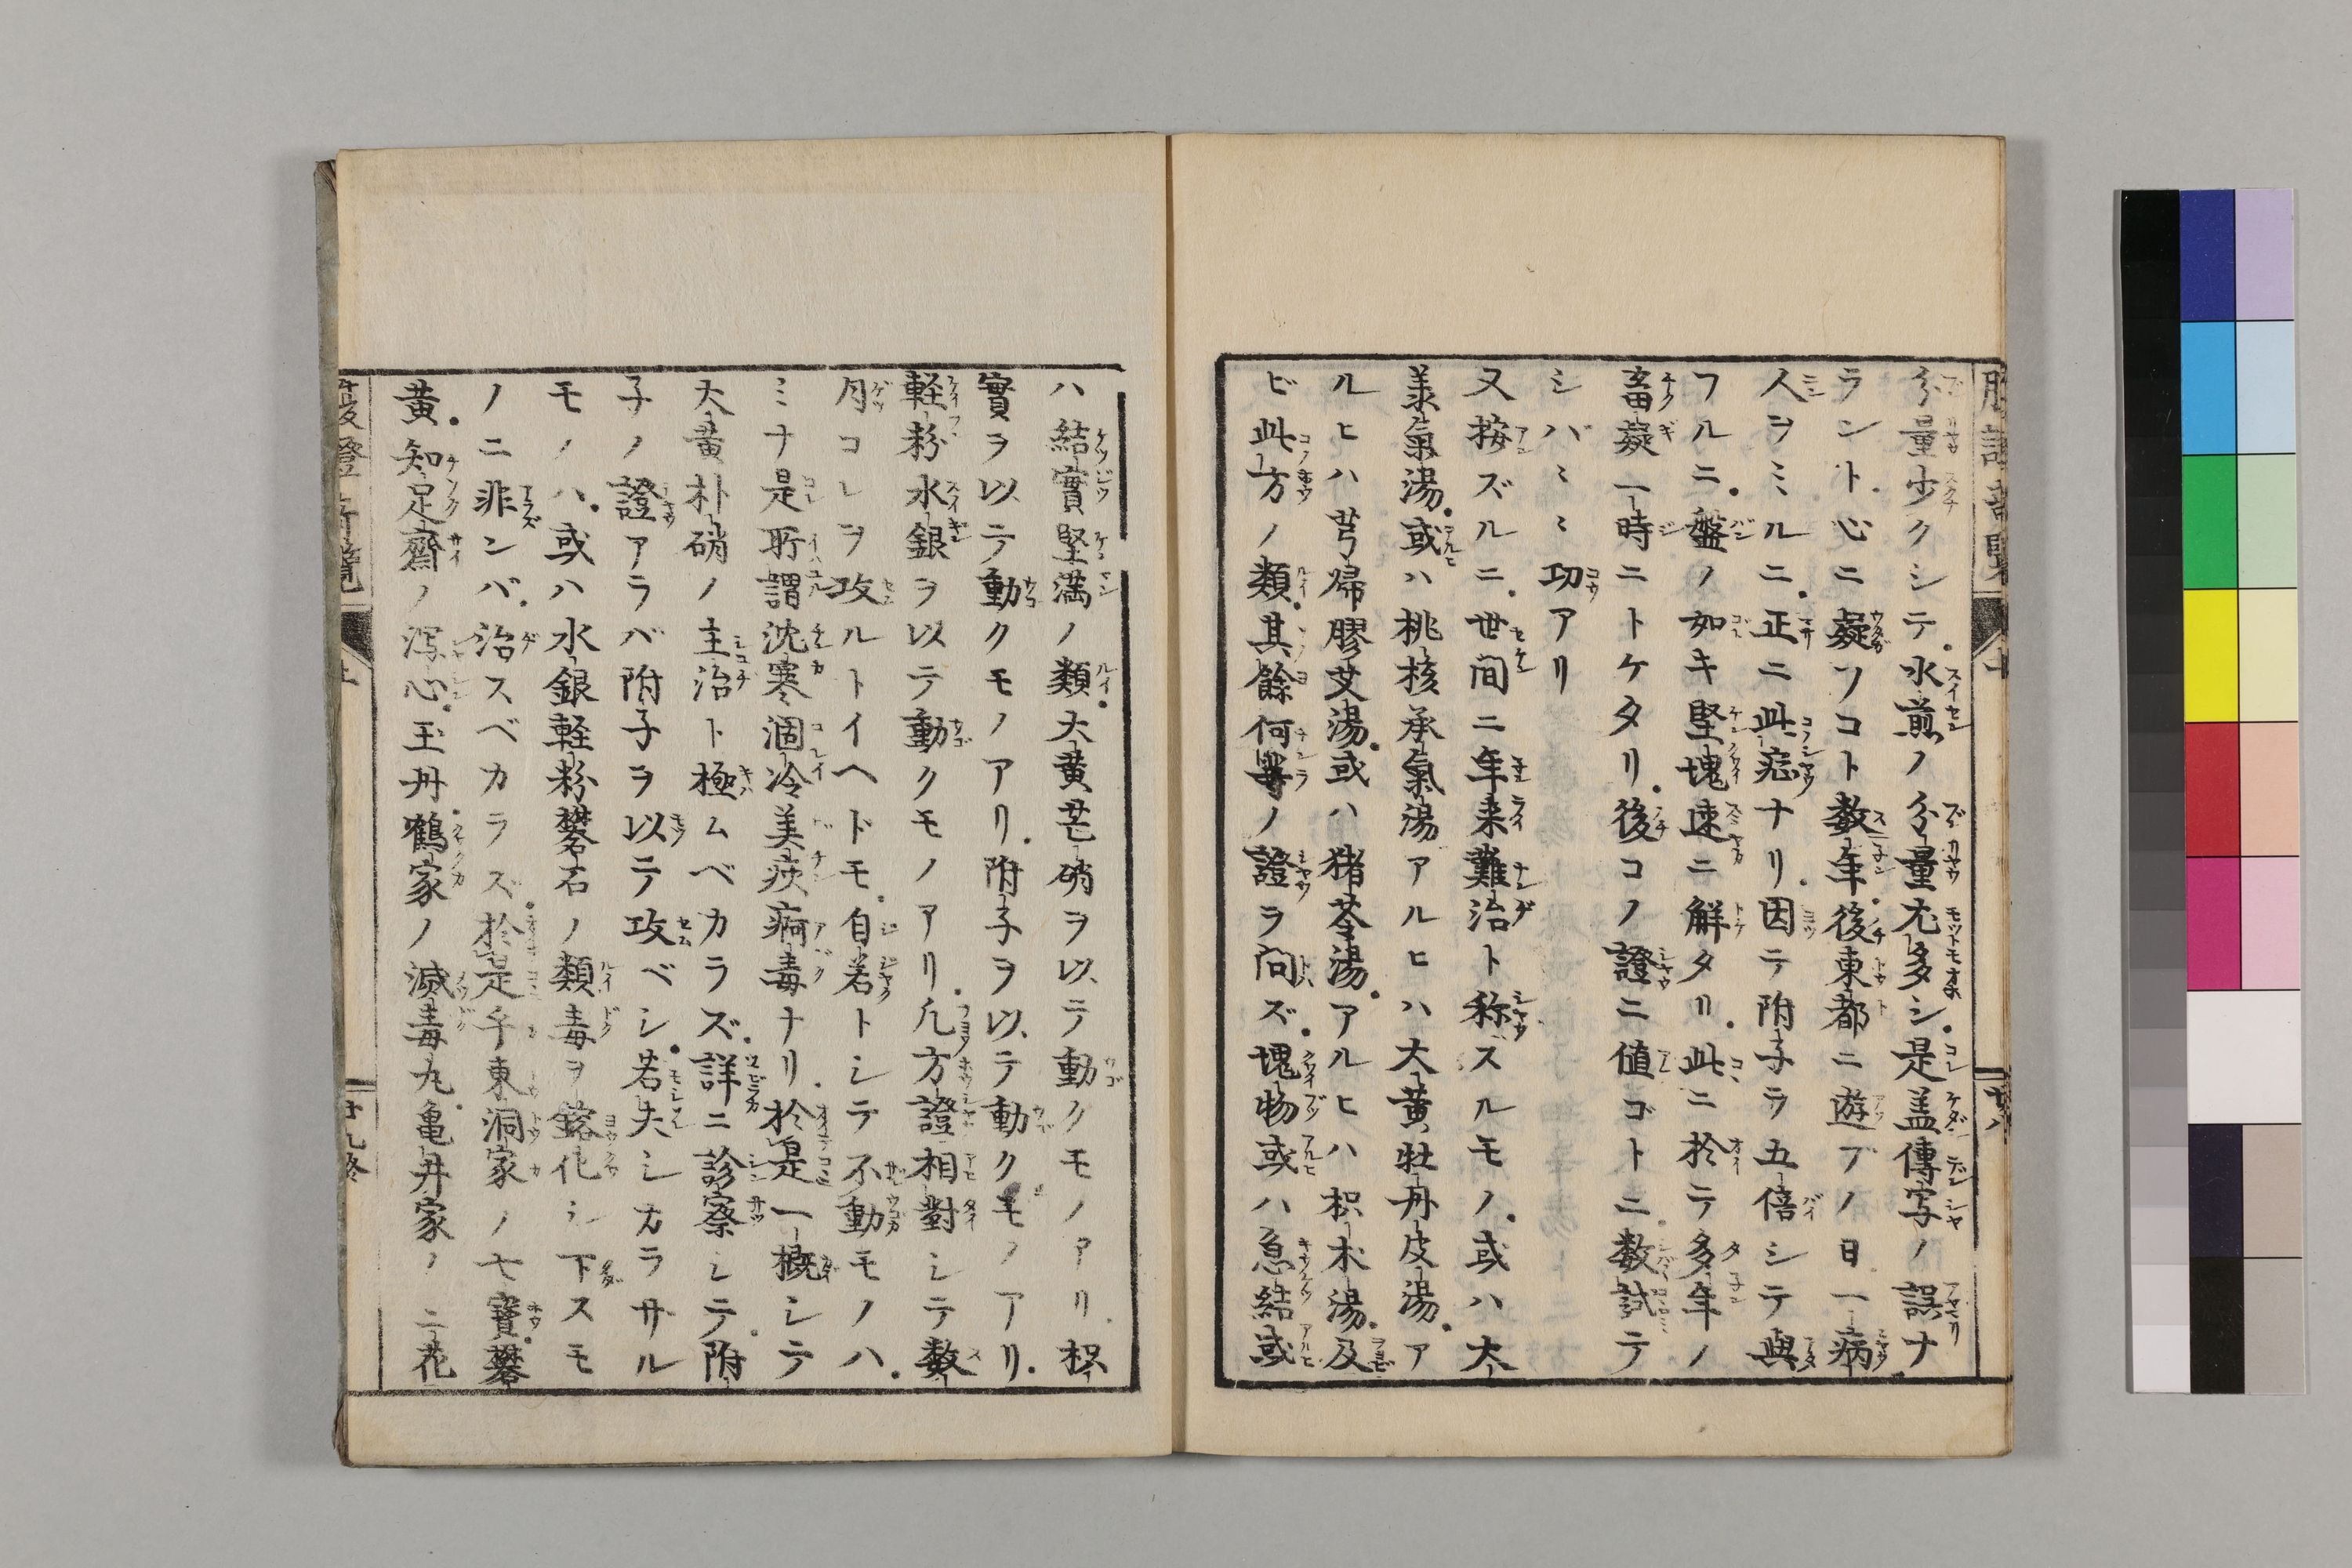 分量少クシテ水煎ノ分量尤多シ是盖傳写ノ誤ナ
ラント心ニ疑フコト数年後東都ニ遊ブノ日一病
人ヲミルニ正ニ此症ナリ因テ附子ヲ五倍シテ與
フルニ盤ノ如キ堅塊速ニ解タリ此ニ於テ多年ノ
畜疑一時ニトケタリ後コノ證ニ値ゴトニ数試テ
シバミミ功アリ
又按ズルニ世間ニ年来難治ト称スルモノ或ハ大
羕氣湯或ハ桃核承氣湯アルヒハ大黄牡丹皮湯ア
ルヒハ芎帰膠艾湯或ハ猪苓湯アルヒハ枳朮湯及
ビ此方ノ類其餘何等ノ證ヲ問ズ塊物或ハ急結或
ハ結實堅満ノ類大黄芒硝ヲ以テ動クモノアリ枳
實ヲ以テ動クモノアリ附子ヲ以テ動クモノアリ
軽粉水銀ヲ以テ動クモノアリ凡方證相對シテ数
月コレヲ攻ルトイヘドモ自若トシテ不動モノハ
ミナ是所謂沈寒涸冷美疢痾毒ナリ於是一概シテ
大黄朴硝ノ主治ト極ムベカラズ詳ニ診察シテ附
子ノ證アラバ附子ヲ以テ攻ベシ若夫シカラザル
モノハ或ハ水銀軽粉礬石ノ類毒ヲ鎔化シ下スモ
ノニ非ンバ治スベカラズ於是乎東洞家ノ七寶礬
黄知足齋ノ瀉心玉丹鶴家ノ滅毒丸亀井家ノ二花